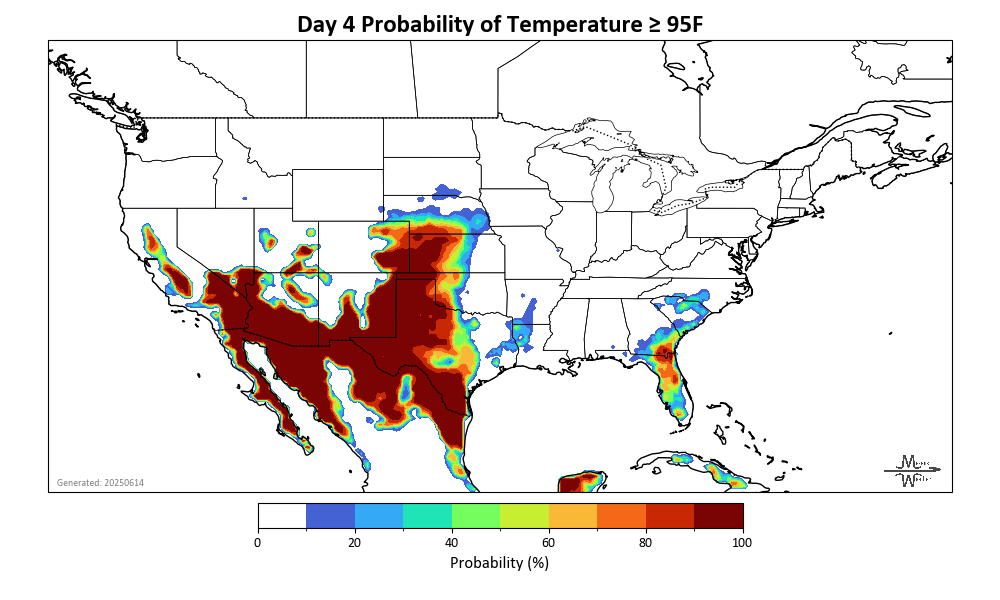 Day 4 Probability of Temperature ≥ 95F
Generated: 20250614
0 20 40 60 80 100
Probability (%)